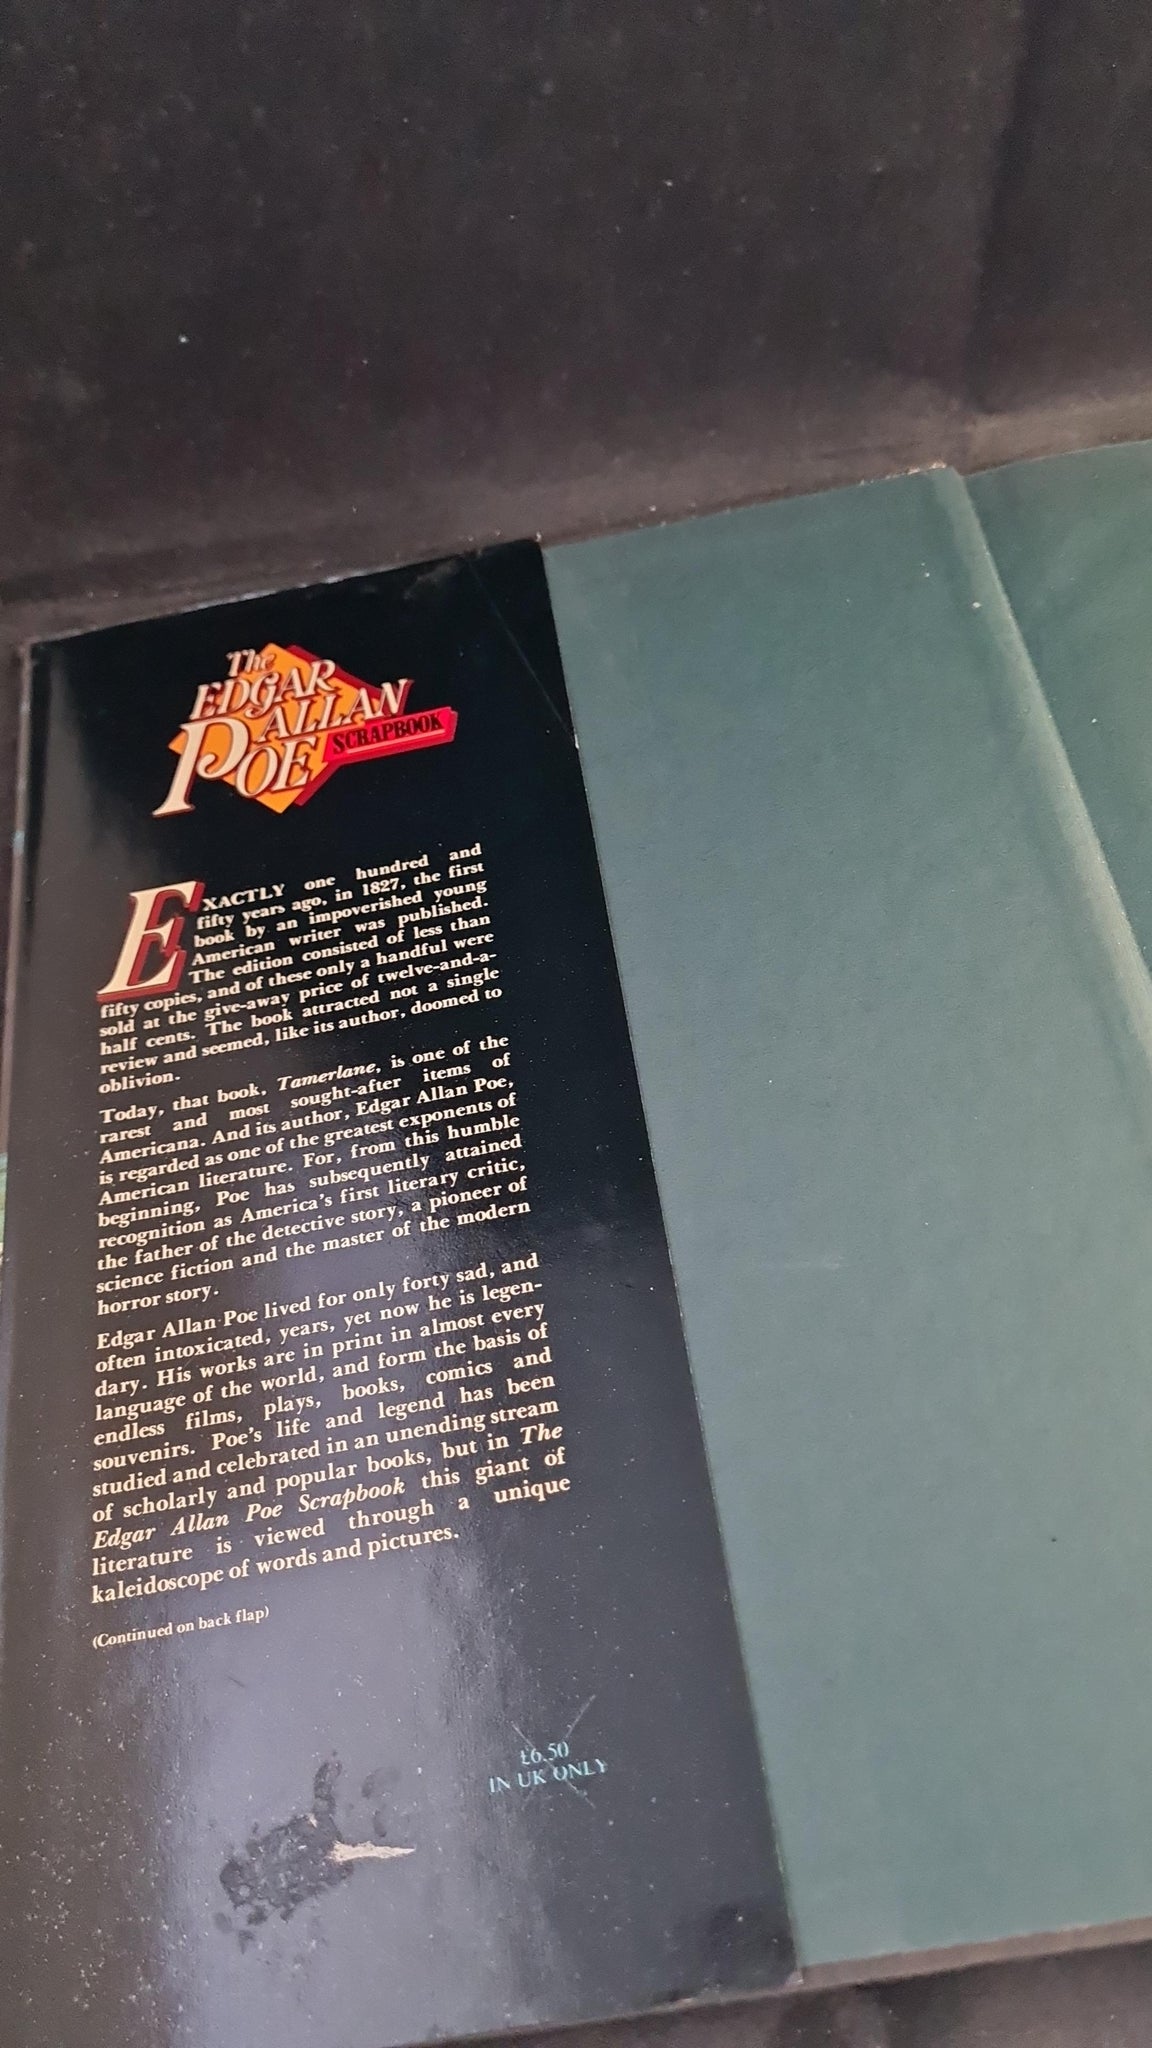 The
EDGAR
ALLAN
POE
SCRAPBOOK
EXACTLY one hundred and
fifty years ago, in 1827, the first
book by an impoverished young
American writer was published.
The edition consisted of less than
fifty copies, and of these only a handful were
sold at the give-away price of twelve-and-a-
half cents. The book attracted not a single
review and seemed, like its author, doomed to
oblivion.
Today, that book, Tamerlane, is one of the
rarest and most sought-after items of
Americana. And its author, Edgar Allan Poe,
is regarded as one of the greatest exponents of
American literature. For, from this humble
beginning, Poe has subsequently attained
recognition as America's first literary critic,
the father of the detective story, a pioneer of
science fiction and the master of the modern
horror story.
Edgar Allan Poe lived for only forty sad, and
often intoxicated, years, yet now he is legen-
dary. His works are in print in almost every
language of the world, and form the basis of
endless films, plays, books, comics and
souvenirs. Poe's life and legend has been
studied and celebrated in an unending stream
of scholarly and popular books, but in The
Edgar Allan Poe Scrapbook this giant of
literature is viewed through a unique
kaleidoscope of words and pictures.
(Continued on back flap)
£6.50
IN UK ONLY